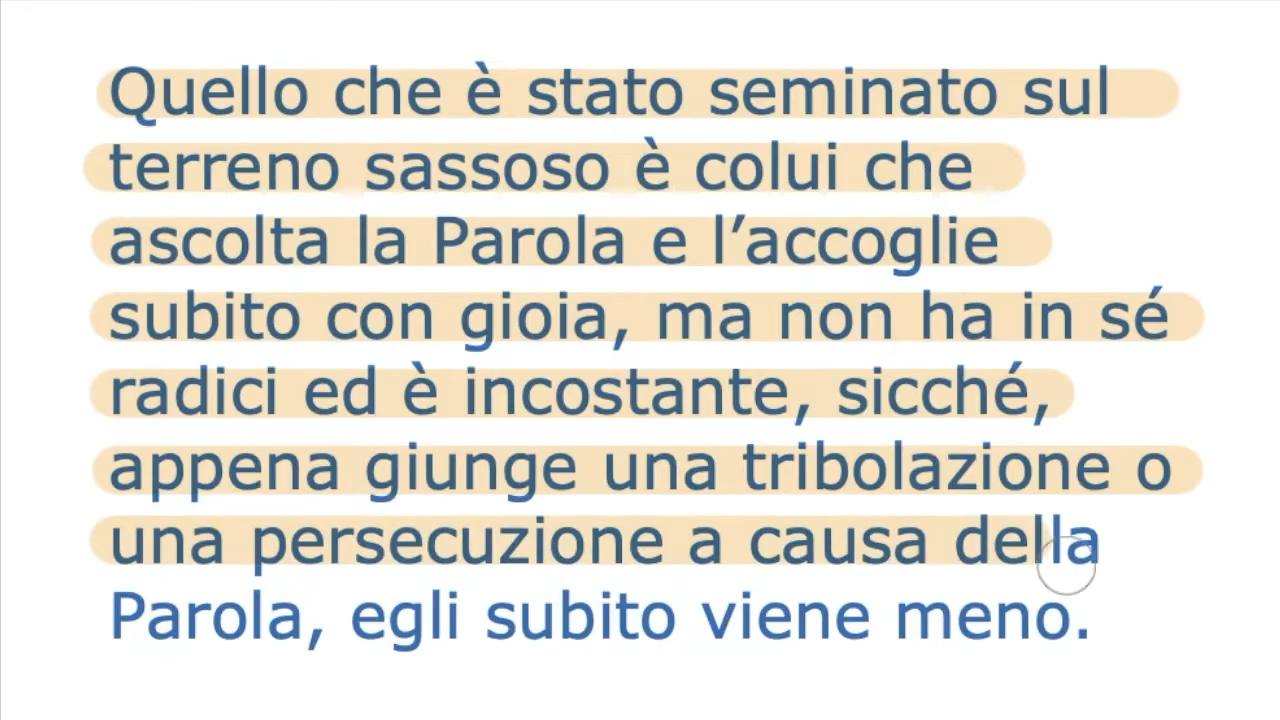 Quello che è stato seminato sul
terreno sassoso è colui che
ascolta la Parola e l’accoglie
subito con gioia, ma non ha in sé
radici ed è incostante, sicché,
appena giunge una tribolazione o
una persecuzione a causa della
Parola, egli subito viene meno.